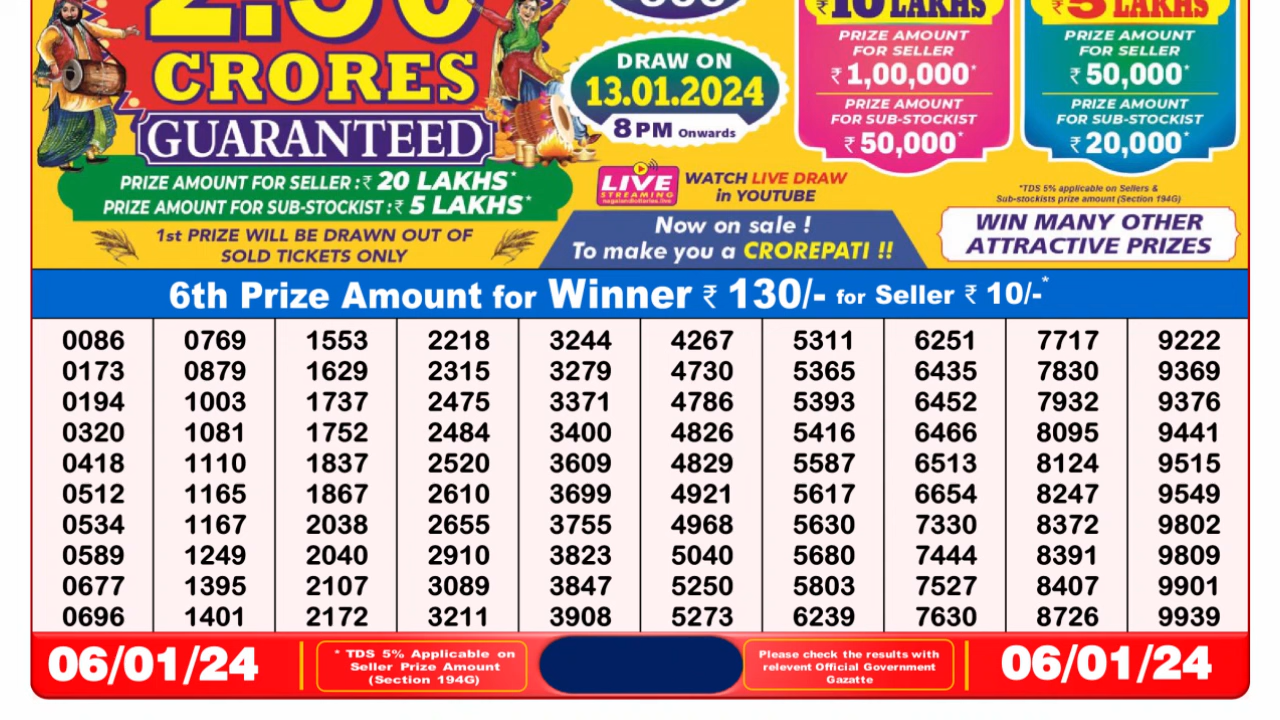 2.50
CRORES
GUARANTEED
PRIZE AMOUNT FOR SELLER :₹ 20 LAKHS*
PRIZE AMOUNT FOR SUB-STOCKIST :₹ 5 LAKHS*
1st PRIZE WILL BE DRAWN OUT OF
SOLD TICKETS ONLY
DRAW ON
13.01.2024
8PM Onwards
LIVE
STREAMING
WATCH LIVE DRAW
in YOUTUBE
Now on sale !
To make you a CROREPATI !!
₹10 LAKHS
PRIZE AMOUNT
FOR SELLER
₹1,00,000*
PRIZE AMOUNT
FOR SUB-STOCKIST
₹50,000*
₹5 LAKHS
PRIZE AMOUNT
FOR SELLER
₹50,000*
PRIZE AMOUNT
FOR SUB-STOCKIST
₹20,000*
*TDS 5% applicable on Sellers &
Sub-stockists prize amount (Section 194G)
WIN MANY OTHER
ATTRACTIVE PRIZES
6th Prize Amount for Winner ₹ 130/- for Seller ₹ 10/-*
0086 0769 1553 2218 3244 4267 5311 6251 7717 9222
0173 0879 1629 2315 3279 4730 5365 6435 7830 9369
0194 1003 1737 2475 3371 4786 5393 6452 7932 9376
0320 1081 1752 2484 3400 4826 5416 6466 8095 9441
0418 1110 1837 2520 3609 4829 5587 6513 8124 9515
0512 1165 1867 2610 3699 4921 5617 6654 8247 9549
0534 1167 2038 2655 3755 4968 5630 7330 8372 9802
0589 1249 2040 2910 3823 5040 5680 7444 8391 9809
0677 1395 2107 3089 3847 5250 5803 7527 8407 9901
0696 1401 2172 3211 3908 5273 6239 7630 8726 9939
06/01/24
* TDS 5% Applicable on
Seller Prize Amount
(Section 194G)
Please check the results with
relevent Official Government
Gazatte
06/01/24